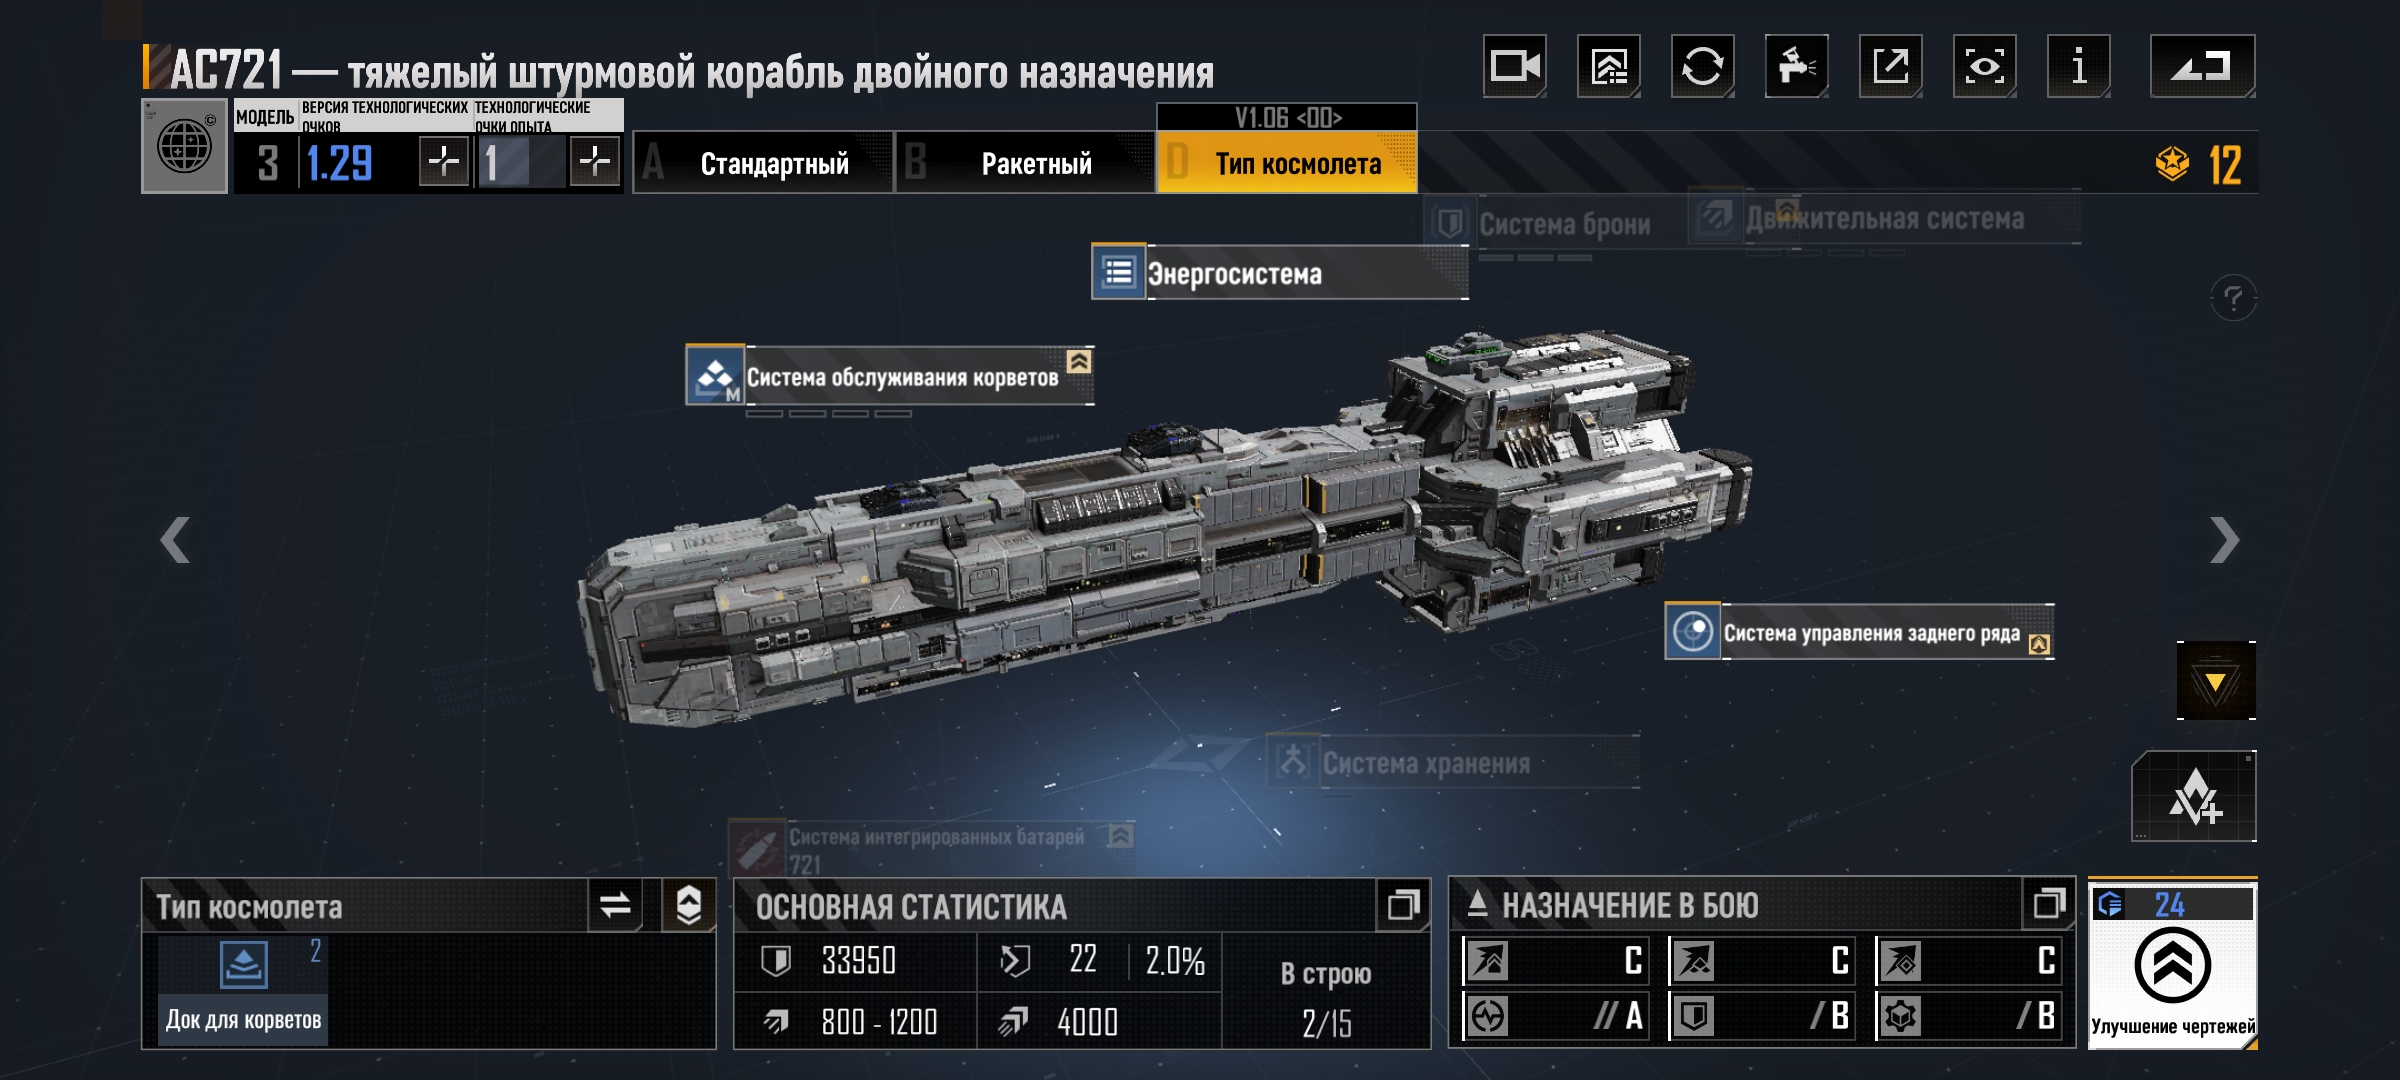 AC721 — тяжелый штурмовой корабль двойного назначения
МОДЕЛЬ
3
ВЕРСИЯ ТЕХНОЛОГИЧЕСКИХ
ОЧКОВ
1.29
ТЕХНОЛОГИЧЕСКИЕ
ОЧКИ ОПЫТА
1
A Стандартный
B Ракетный
V1.06 <00>
D Тип космолета
12
Система брони
Движительная система
Энергосистема
Система обслуживания корветов
M
Система управления заднего ряда
Система хранения
Система интегрированных батарей
721
Тип космолета
2
Док для корветов
ОСНОВНАЯ СТАТИСТИКА
33950
22
2.0%
800 - 1200
4000
В строю
2/15
НАЗНАЧЕНИЕ В БОЮ
C
C
C
// A
/ B
/ B
24
Улучшение чертежей